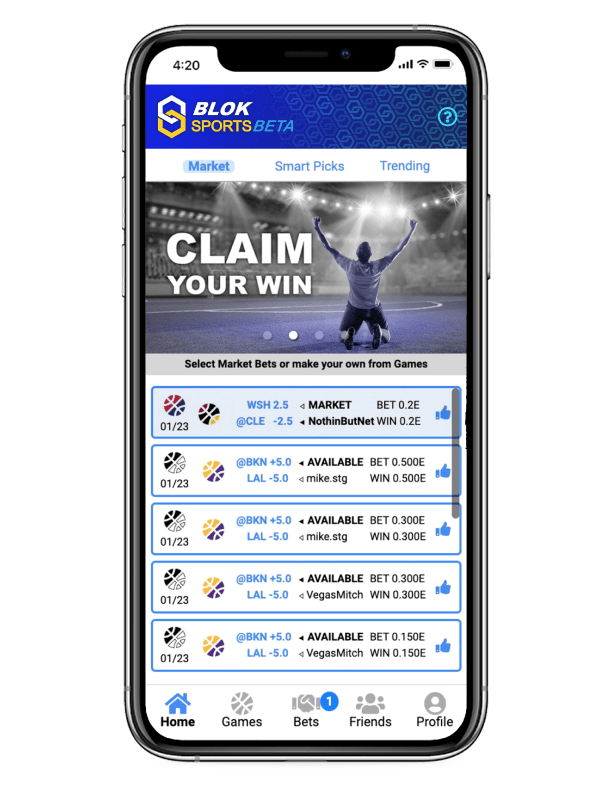 4:20
BLOK
SPORTS BETA
?
Market Smart Picks Trending
CLAIM
YOUR WIN
Select Market Bets or make your own from Games
WSH 2.5 ◃ MARKET BET 0.2E
01/23 @CLE -2.5 ◂ NothinButNet WIN 0.2E
@BKN +5.0 ◂ AVAILABLE BET 0.500E
01/23 LAL -5.0 ◃ mike.stg WIN 0.500E
@BKN +5.0 ◂ AVAILABLE BET 0.300E
01/23 LAL -5.0 ◃ mike.stg WIN 0.300E
@BKN +5.0 ◂ AVAILABLE BET 0.300E
01/23 LAL -5.0 ◃ VegasMitch WIN 0.300E
@BKN +5.0 ◂ AVAILABLE BET 0.150E
01/23 LAL -5.0 ◃ VegasMitch WIN 0.150E
1
Home Games Bets Friends Profile